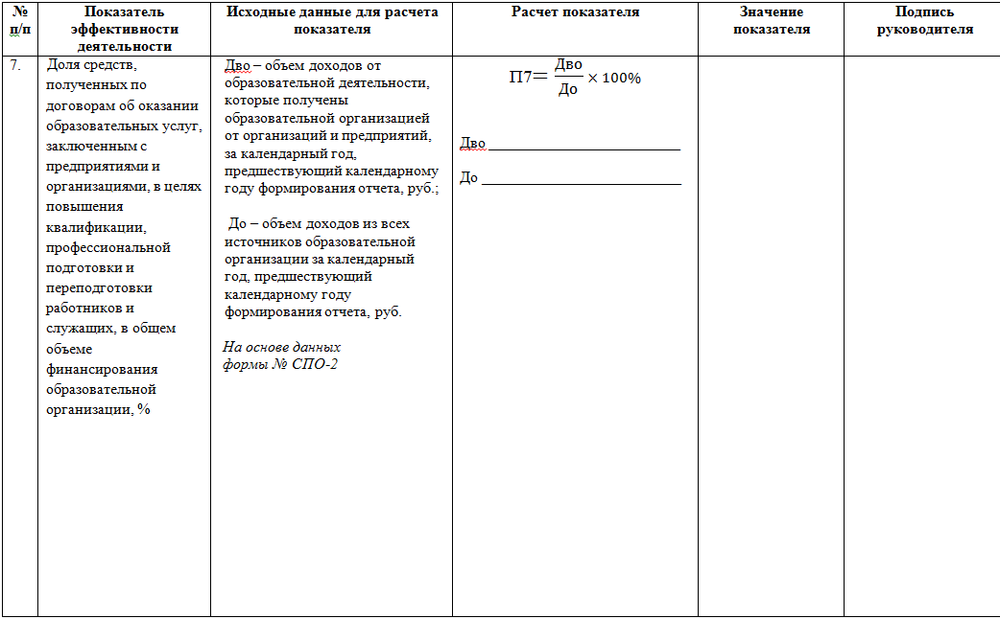 №
п/п
Показатель
эффективности
деятельности
Исходные данные для расчета
показателя
Расчет показателя
Значение
показателя
Подпись
руководителя
7.
Доля средств,
полученных по
договорам об оказании
образовательных услуг,
заключенным с
предприятиями и
организациями, в целях
повышения
квалификации,
профессиональной
подготовки и
переподготовки
работников и
служащих, в общем
объеме
финансирования
образовательной
организации, %
Дво – объем доходов от
образовательной деятельности,
которые получены
образовательной организацией
от организаций и предприятий,
за календарный год,
предшествующий календарному
году формирования отчета, руб.;
До – объем доходов из всех
источников образовательной
организации за календарный
год, предшествующий
календарному году
формирования отчета, руб.
На основе данных
формы № СПО-2
П7= Дво/До × 100%
Дво
До